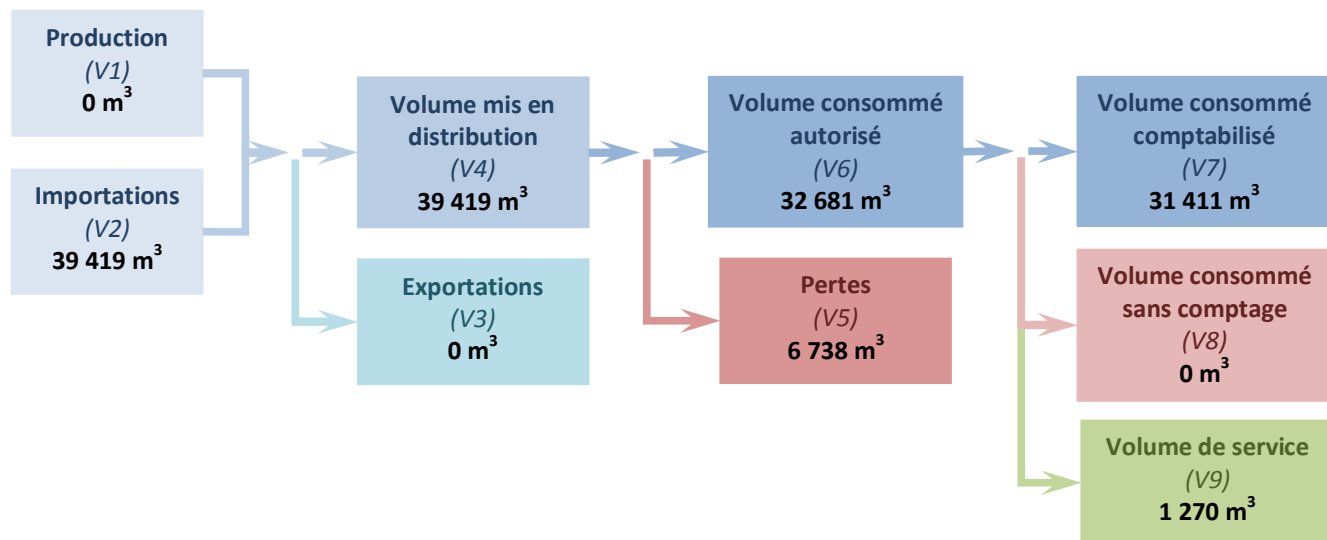 Production
(V1)
0 m³
Importations
(V2)
39 419 m³
Volume mis en
distribution
(V4)
39 419 m³
Exportations
(V3)
0 m³
Volume consommé
autorisé
(V6)
32 681 m³
Pertes
(V5)
6 738 m³
Volume consommé
comptabilisé
(V7)
31 411 m³
Volume consommé
sans comptage
(V8)
0 m³
Volume de service
(V9)
1 270 m³